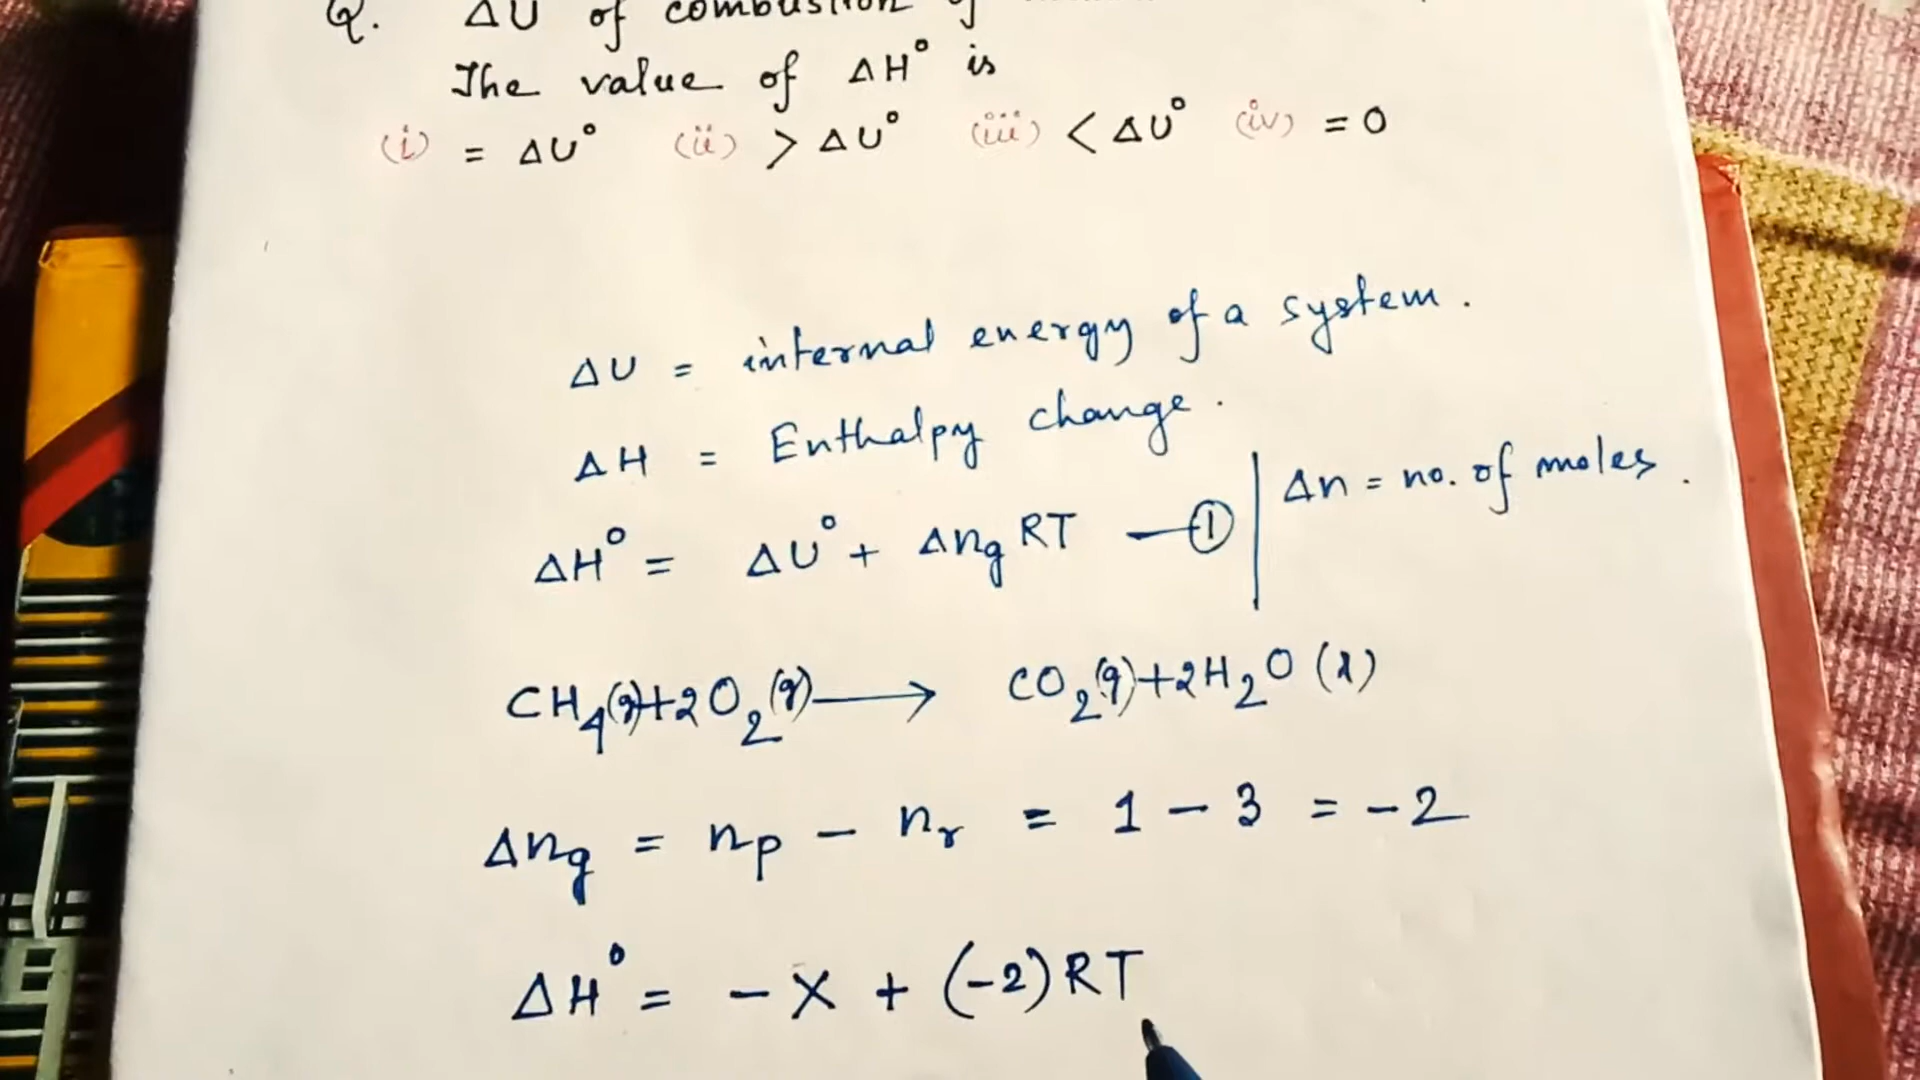 Q. ΔU of combustion of
The value of ΔH° is
(i) = ΔU° (ii) > ΔU° (iii) < ΔU° (iv) = 0
ΔU = internal energy of a system.
ΔH = Enthalpy change.
Δn = no. of moles.
ΔH° = ΔU° + Δng RT —①
CH4(g)+2O2(g)⟶ CO2(g)+2H2O (l)
Δng = np - nr = 1 - 3 = -2
ΔH° = - X + (-2)RT